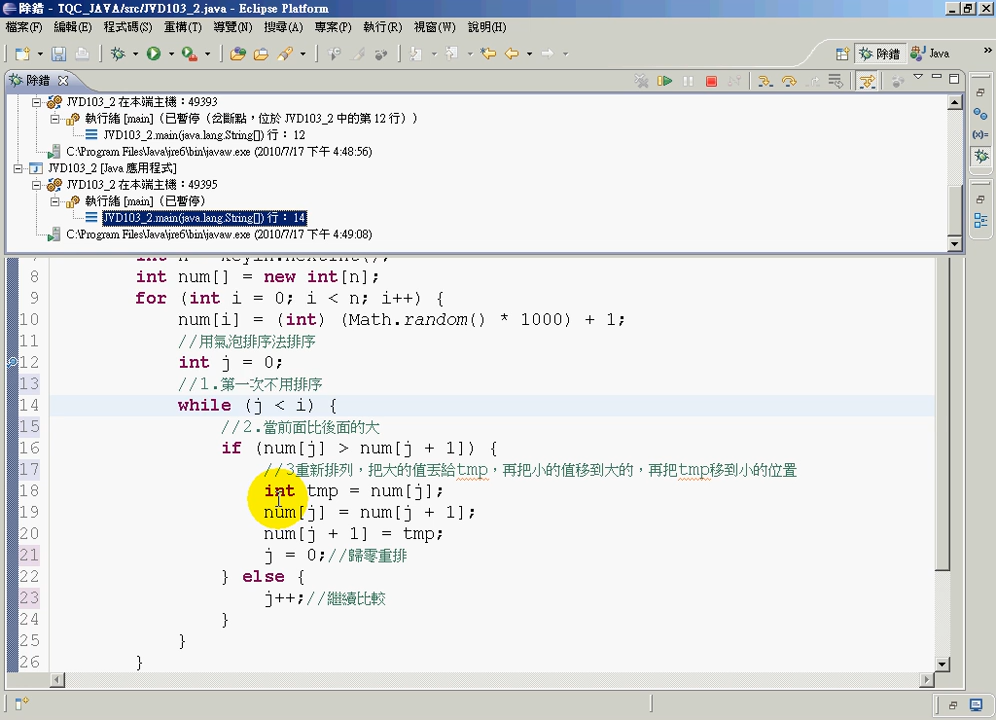 除錯 - TQC_JAVA/src/JVD103_2.java - Eclipse Platform
檔案(F) 編輯(E) 程式碼(S) 重構(T) 導覽(N) 搜尋(A) 專案(P) 執行(R) 視窗(W) 說明(H)
除錯 Java »
除錯
JVD103_2 在本端主機：49393
執行緒 [main]（已暫停（岔斷點，位於 JVD103_2 中的第 12 行））
JVD103_2.main(java.lang.String[]) 行： 12
C:\Program Files\Java\jre6\bin\javaw.exe (2010/7/17 下午 4:48:56)
JVD103_2 [Java 應用程式]
JVD103_2 在本端主機：49395
執行緒 [main]（已暫停）
JVD103_2.main(java.lang.String[]) 行： 14
C:\Program Files\Java\jre6\bin\javaw.exe (2010/7/17 下午 4:49:08)
7 int n = keyin.nextInt();
8 int num[] = new int[n];
9 for (int i = 0; i < n; i++) {
10 num[i] = (int) (Math.random() * 1000) + 1;
11 //用氣泡排序法排序
12 int j = 0;
13 //1.第一次不用排序
14 while (j < i) {
15 //2.當前面比後面的大
16 if (num[j] > num[j + 1]) {
17 //3重新排列，把大的值丟給tmp，再把小的值移到大的，再把tmp移到小的位置
18 int tmp = num[j];
19 num[j] = num[j + 1];
20 num[j + 1] = tmp;
21 j = 0;//歸零重排
22 } else {
23 j++;//繼續比較
24 }
25 }
26 }